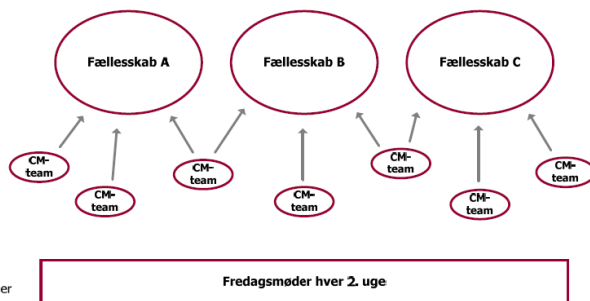 Fællesskab A
Fællesskab B
Fællesskab C
CM-
team
CM-
team
CM-
team
CM-
team
CM-
team
CM-
team
CM-
team
Fredagsmøder hver 2. uge
er